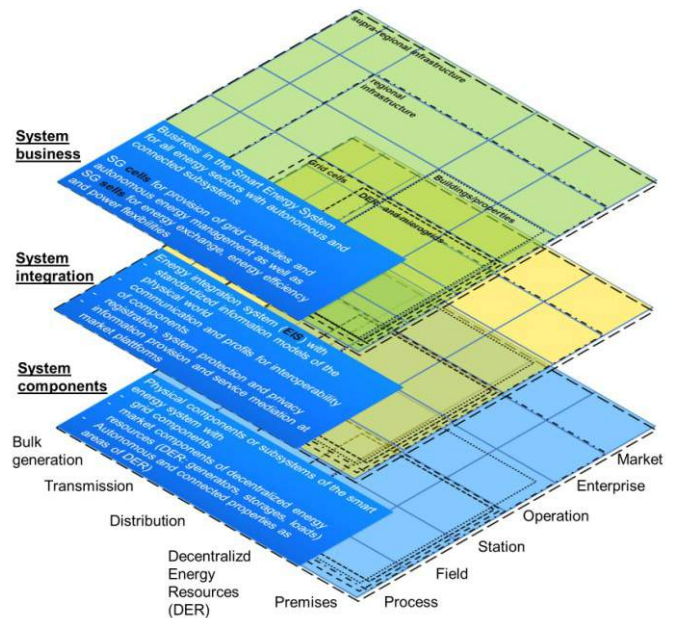 supra-regional infrastructure
regional
infrastructure
Grid cells
Buildings/properties
DER- and microgrids
System
business
Business in the Smart Energy System
for all energy sectors with autonomous and
connected subsystems
SG cells for provision of grid capacities and
autonomous energy management as well as
SG sells for energy exchange, energy efficiency
and power flexibilities
System
integration
- Energy integration system (EIS) with
- standardized information models of the
physical world
- communication and profils for interoperability
of components
- registration, system protection and privacy
- information provision and service mediation at
market platforms
System
components
- Physical components or subsystems of the smart
energy system with
- grid components
- market components of decentralized energy
resources (DER: generators, storages, loads)
- Autonomous and connected properties as
areas of DER)
Bulk
generation
Transmission
Distribution
Decentralizd
Energy
Resources
(DER)
Premises
Process
Field
Station
Operation
Enterprise
Market